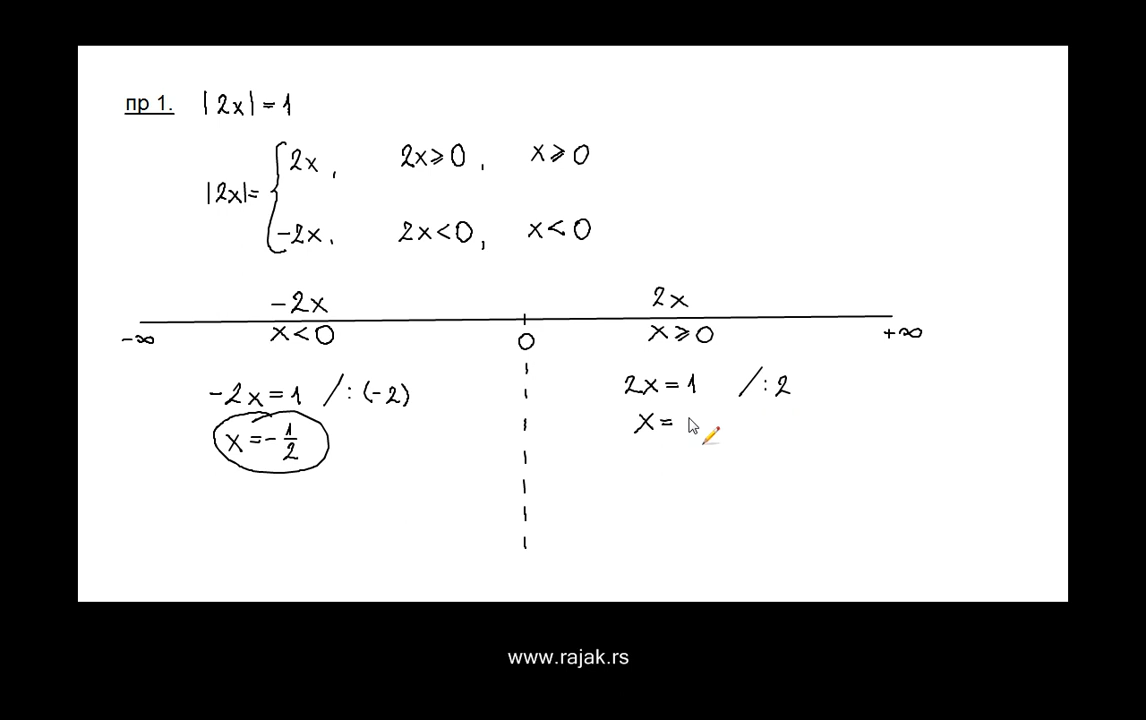 пр 1. |2x| = 1
2x, 2x ⩾ 0, x ⩾ 0
|2x| = {
-2x, 2x < 0, x < 0
-2x 2x
-∞ x < 0 0 x ⩾ 0 +∞
-2x = 1 /: (-2) 2x = 1 /: 2
x = -1/2 x =
www.rajak.rs